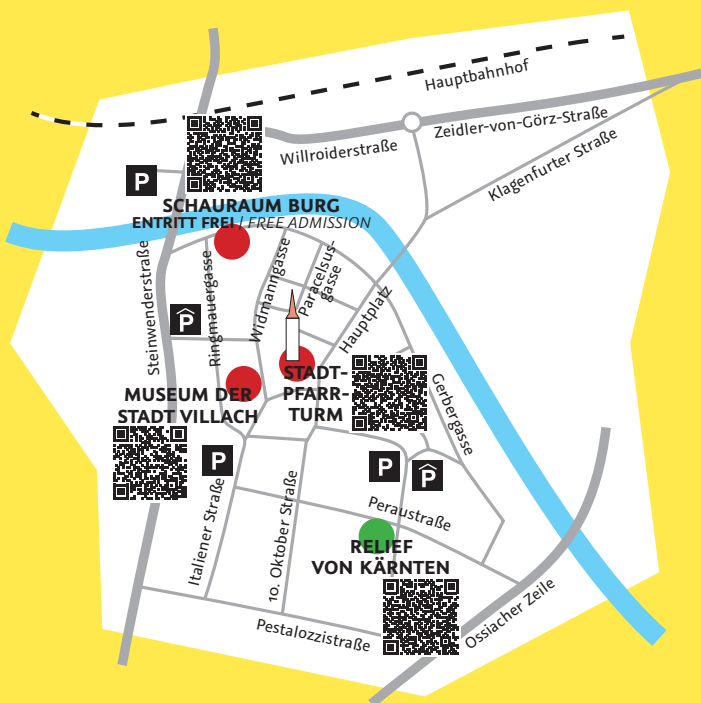 Hauptbahnhof
Zeidler-von-Görz-Straße
Willroiderstraße
Klagenfurter Straße
P
SCHAURAUM BURG
ENTRITT FREI | FREE ADMISSION
Steinwenderstraße
Ringmauergasse
Widmanngasse
Paracelsus-
gasse
Hauptplatz
P
STADT-
PFARR-
TURM
MUSEUM DER
STADT VILLACH
Gerbergasse
P
P
P
Italiener Straße
10. Oktober Straße
Peraustraße
RELIEF
VON KÄRNTEN
Pestalozzistraße
Ossiacher Zeile